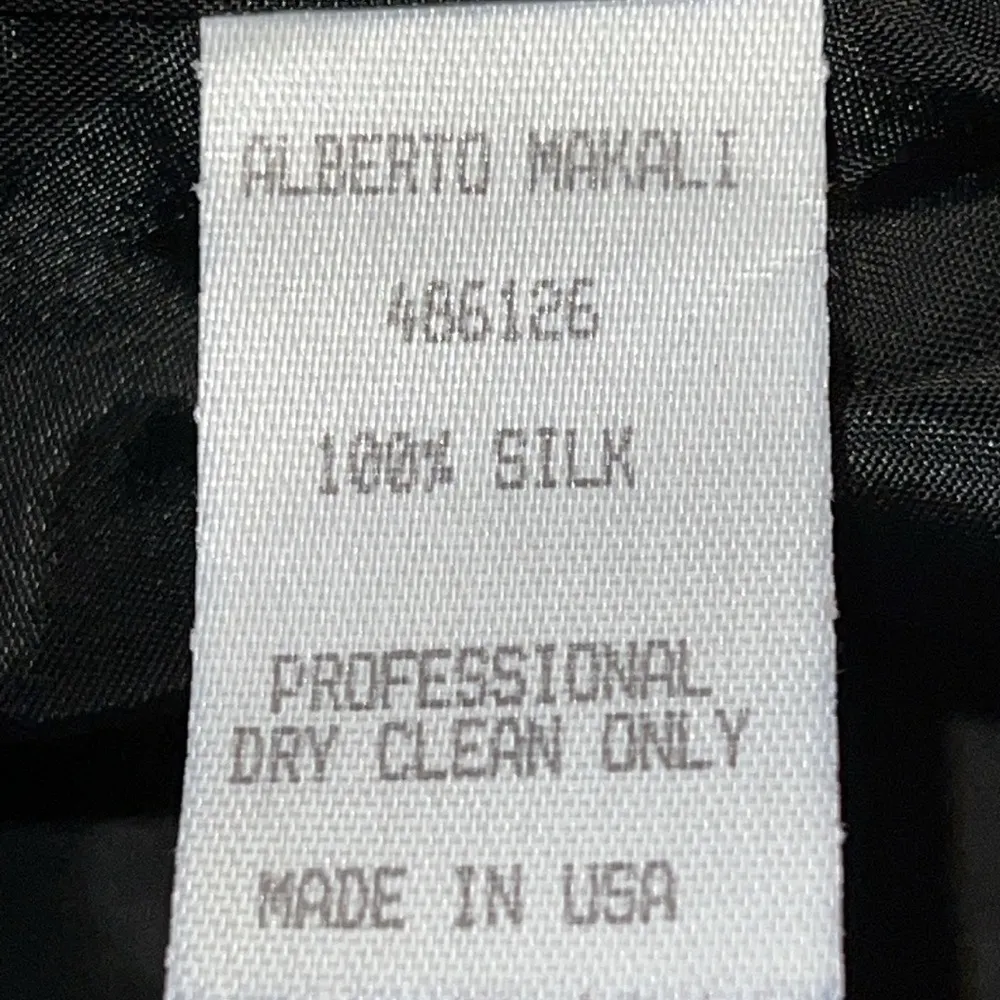 ALBERTO MAKALI
486126
100% SILK
PROFESSIONAL
DRY CLEAN ONLY
MADE IN USA